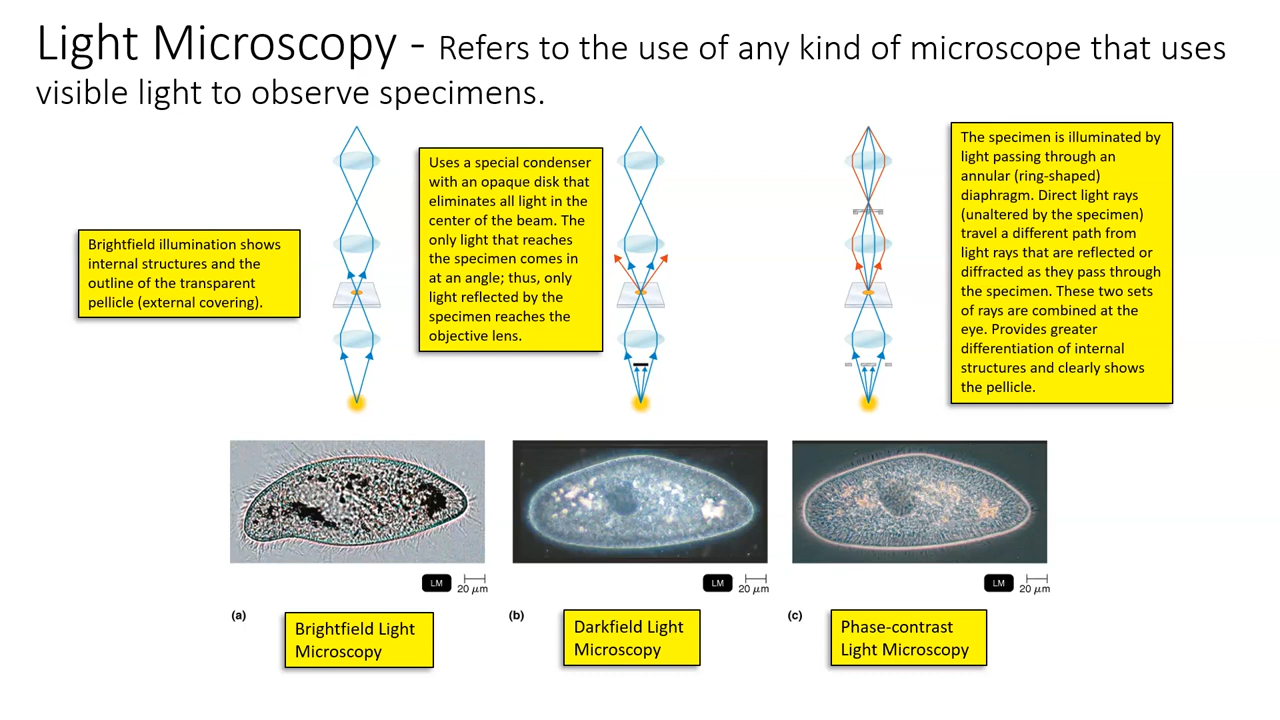 Light Microscopy - Refers to the use of any kind of microscope that uses
visible light to observe specimens.
Brightfield illumination shows
internal structures and the
outline of the transparent
pellicle (external covering).
Uses a special condenser
with an opaque disk that
eliminates all light in the
center of the beam. The
only light that reaches
the specimen comes in
at an angle; thus, only
light reflected by the
specimen reaches the
objective lens.
The specimen is illuminated by
light passing through an
annular (ring-shaped)
diaphragm. Direct light rays
(unaltered by the specimen)
travel a different path from
light rays that are reflected or
diffracted as they pass through
the specimen. These two sets
of rays are combined at the
eye. Provides greater
differentiation of internal
structures and clearly shows
the pellicle.
LM
20 μm
LM
20 μm
LM
20 μm
(a)
Brightfield Light
Microscopy
(b)
Darkfield Light
Microscopy
(c)
Phase-contrast
Light Microscopy